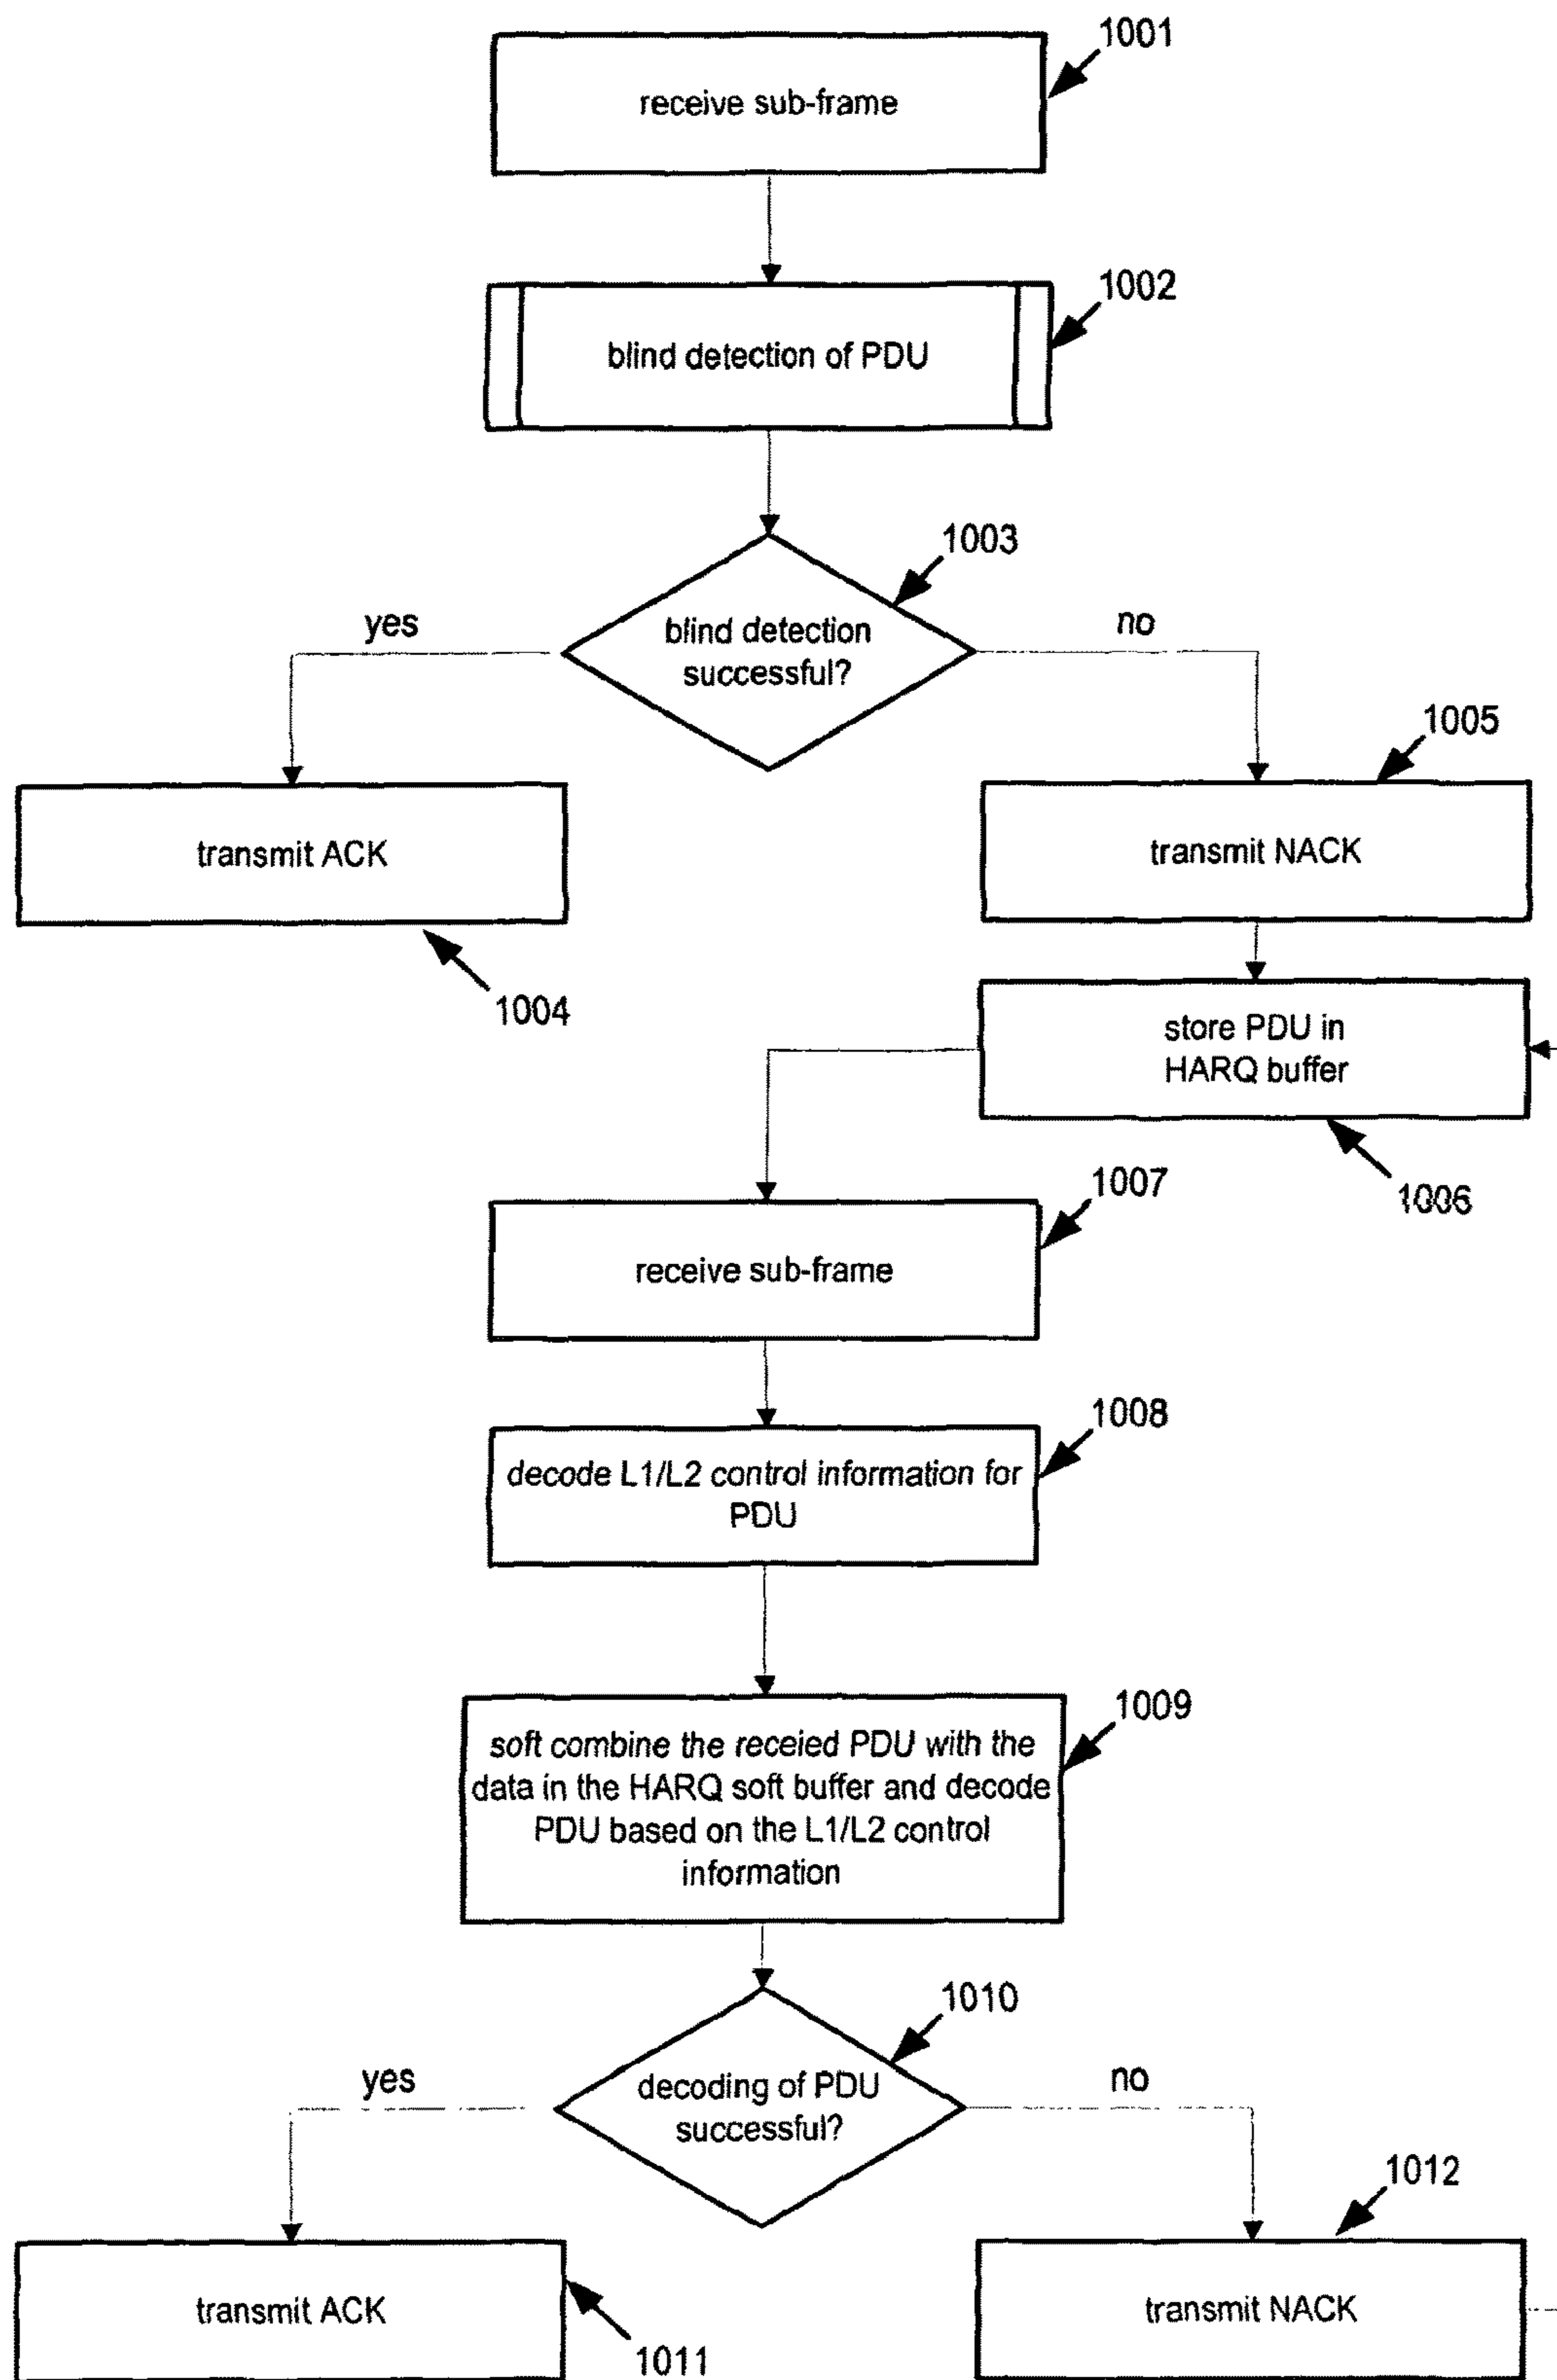 1001
receive sub-frame
1002
blind detection of PDU
1003
yes
no
blind detection
successful?
1005
transmit ACK
transmit NACK
1004
store PDU in
HARQ buffer
1006
1007
receive sub-frame
1008
decode L1/L2 control information for
PDU
1009
soft combine the receied PDU with the
data in the HARQ soft buffer and decode
PDU based on the L1/L2 control
information
1010
yes
no
decoding of PDU
successful?
1012
transmit ACK
transmit NACK
1011